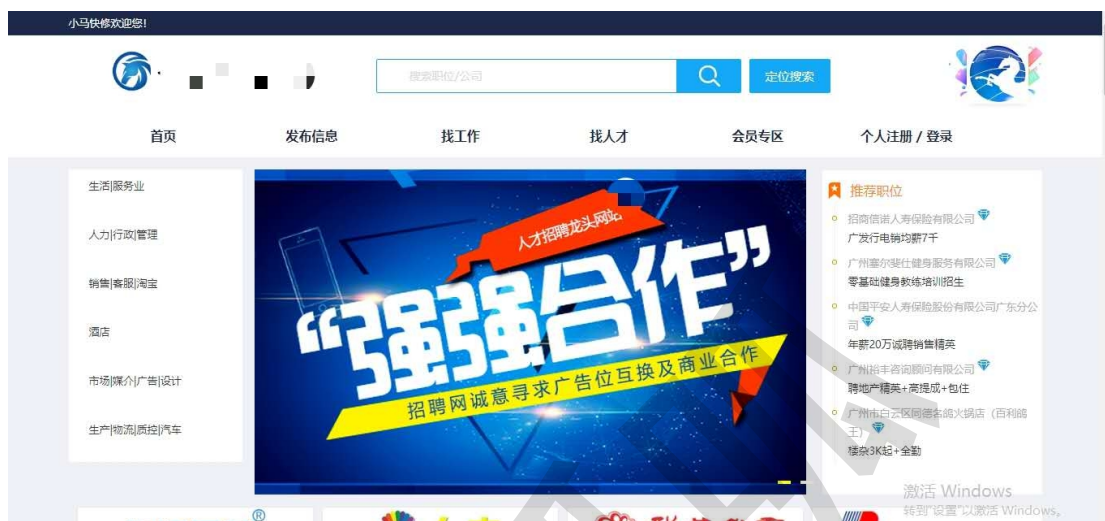 小马快修欢迎您!
搜索职位/公司
定位搜索
首页
发布信息
找工作
找人才
会员专区
个人注册 / 登录
生活|服务业
人力|行政|管理
销售|客服|淘宝
酒店
市场|媒介|广告|设计
生产|物流|质控|汽车
人才招聘龙头网站
“强强合作”
招聘网诚意寻求广告位互换及商业合作
推荐职位
招商信诺人寿保险有限公司
广发行电销均薪7千
广州塞尔斐仕健身服务有限公司
零基础健身教练培训招生
中国平安人寿保险股份有限公司广东分公
司
年薪20万诚聘销售精英
广州裕丰咨询顾问有限公司
聘地产精英+高提成+包住
广州市白云区同德名鸽火锅店（百利鸽
王）
楼杂3K起+全勤
激活 Windows
转到"设置"以激活 Windows。